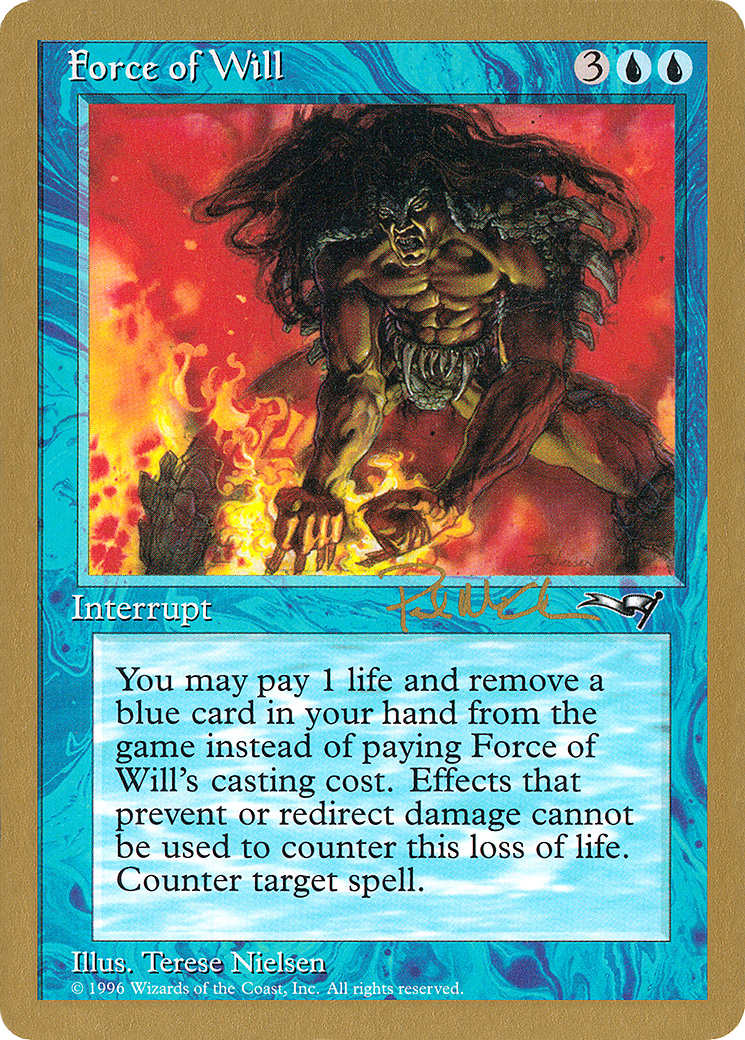 Force of Will 3
T. Nielsen
Interrupt
You may pay 1 life and remove a
blue card in your hand from the
game instead of paying Force of
Will's casting cost. Effects that
prevent or redirect damage cannot
be used to counter this loss of life.
Counter target spell.
Illus. Terese Nielsen
© 1996 Wizards of the Coast, Inc. All rights reserved.